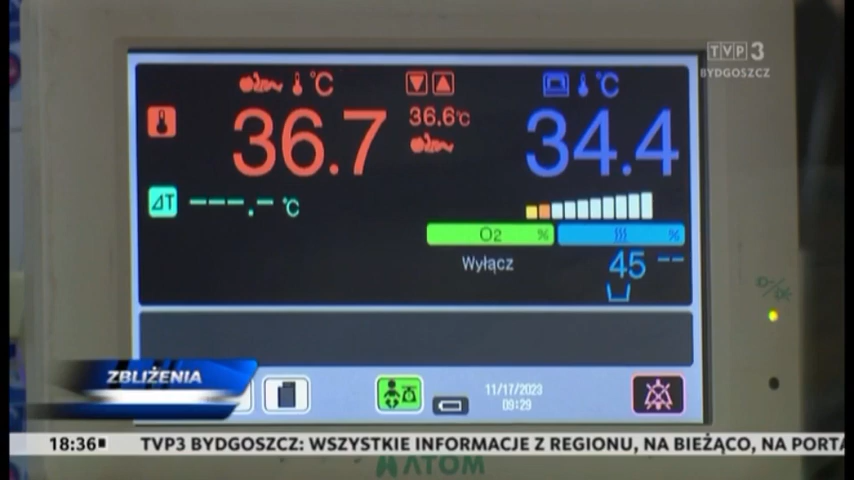 TVP3
BYDGOSZCZ
°C
°C
36.7
36.6°C
34.4
ΔT ---.- °C
O2 %
%
Wyłącz
45 --
ZBLIŻENIA
11/17/2023
09:29
18:36 TVP3 BYDGOSZCZ: WSZYSTKIE INFORMACJE Z REGIONU, NA BIEŻĄCO, NA PORTA
ATOM